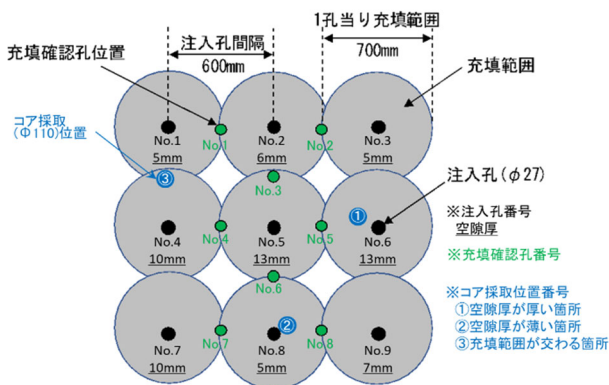 注入孔間隔
600mm
1孔当り充填範囲
700mm
充填確認孔位置
充填範囲
コア採取
(Φ110)位置
No.1
5mm
No.1
No.2
6mm
No.2
No.3
5mm
③
No.3
注入孔(φ27)
①
※注入孔番号
空隙厚
No.4
10mm
No.4
No.5
13mm
No.5
No.6
13mm
※充填確認孔番号
No.6
※コア採取位置番号
①空隙厚が厚い箇所
②空隙厚が薄い箇所
③充填範囲が交わる箇所
②
No.7
10mm
No.7
No.8
5mm
No.8
No.9
7mm